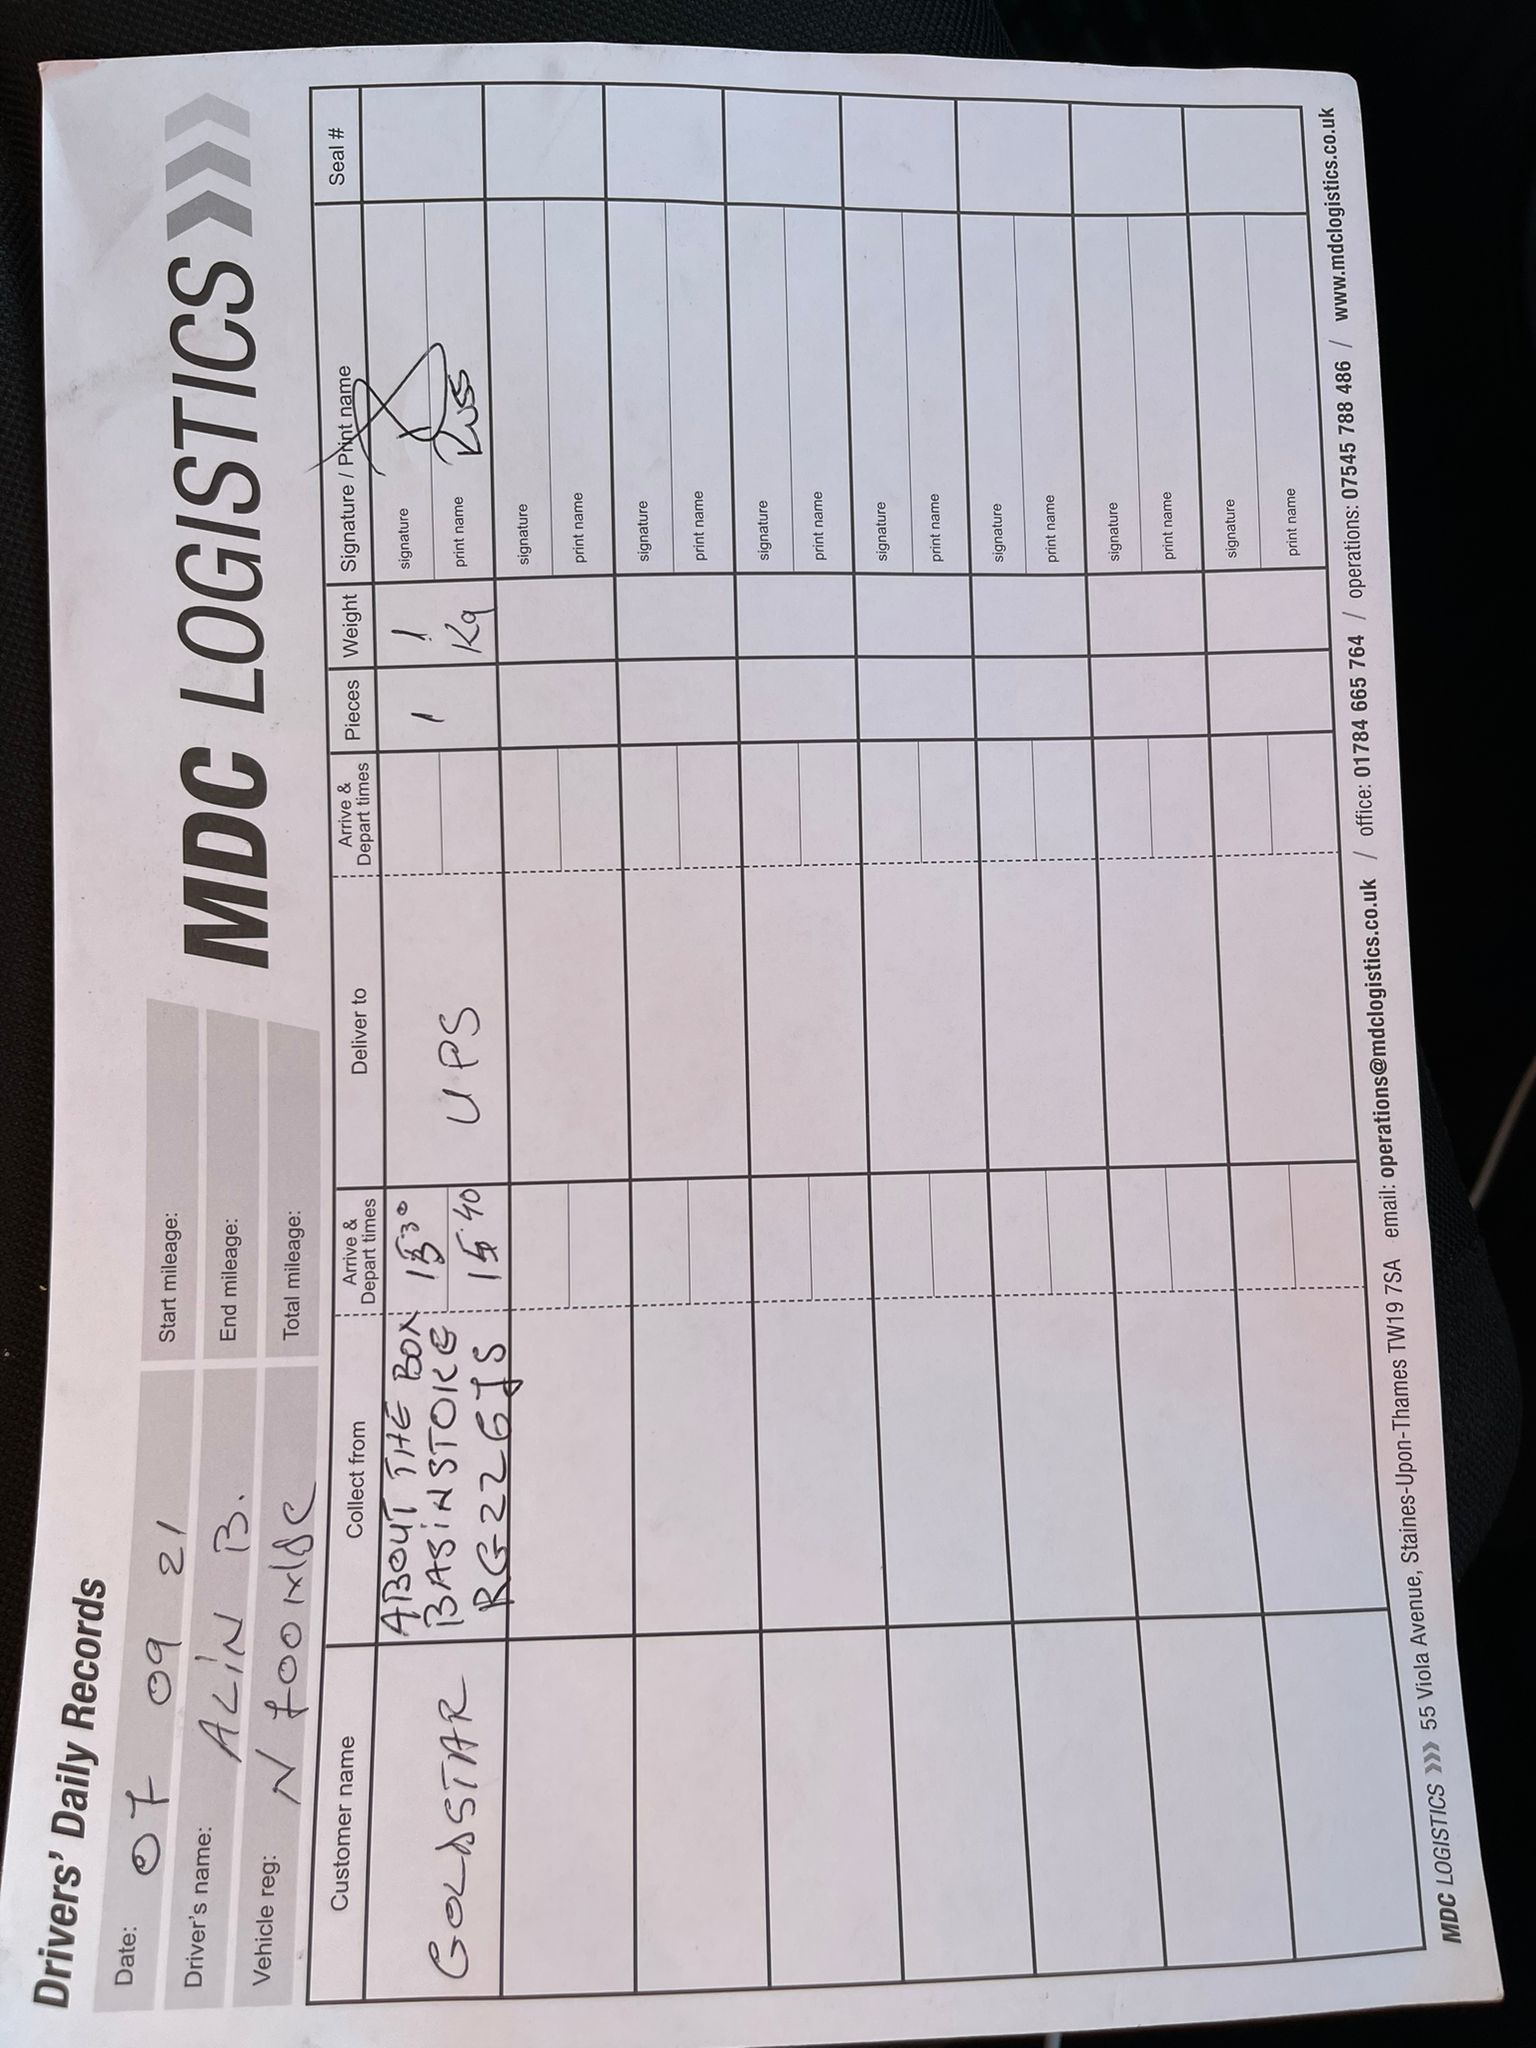 Drivers' Daily Records
Date: 07 09 21
Start mileage:
Driver's name: ALiN B.
End mileage:
Vehicle reg: N700MDC
Total mileage:
MDC LOGISTICS
Customer name Collect from Arrive & Depart times Deliver to Arrive & Depart times Pieces Weight Signature / Print name Seal #
GOLDSTAR ABOUT THE BOX 15:30 1 1 signature
BASiNSTOKE 15:40 UPS Kg print name Russ
RG226JS
signature
print name
signature
print name
signature
print name
signature
print name
signature
print name
signature
print name
signature
print name
MDC LOGISTICS 55 Viola Avenue, Staines-Upon-Thames TW19 7SA email: operations@mdclogistics.co.uk / office: 01784 665 764 / operations: 07545 788 486 / www.mdclogistics.co.uk